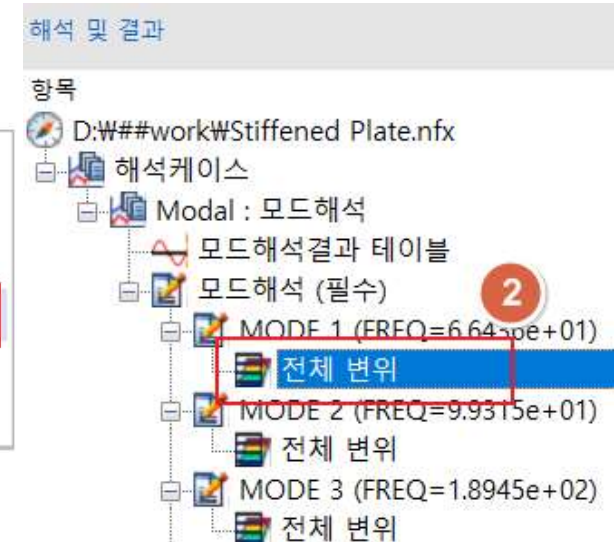 해석 및 결과
항목
D:₩##work₩Stiffened Plate.nfx
해석케이스
Modal : 모드해석
모드해석결과 테이블
모드해석 (필수)
2
MODE 1
전체 변위
MODE 2 (FREQ=9.9315e+01)
전체 변위
MODE 3 (FREQ=1.8945e+02)
전체 변위